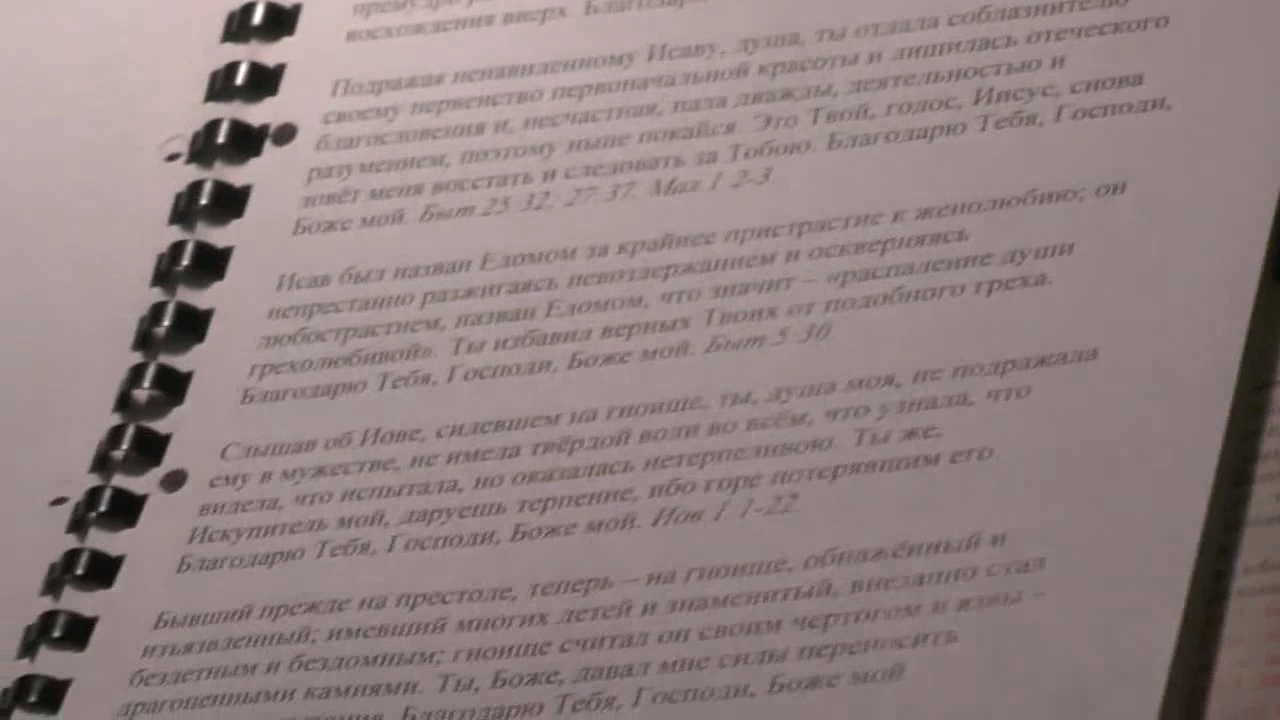 премудро
восхождения вверх. Благодарю
Подражая ненавиденному Исаву, душа, ты отдала соблазнителю
своему первенство первоначальной красоты и лишилась отеческого
благословения и, несчастная, пала дважды, деятельностью и
разумением, поэтому ныне покайся. Это Твой, голос, Иисус, снова
зовёт меня восстать и следовать за Тобою. Благодарю Тебя, Господи,
Боже мой. Быт 25 32, 27 37, Мал 1 2-3
Исав был назван Едомом за крайнее пристрастие к женолюбию; он
непрестанно разжигаясь невоздержанием и оскверняясь
любострастием, назван Едомом, что значит – «распаление души
грехолюбивой». Ты избавил верных Твоих от подобного греха.
Благодарю Тебя, Господи, Боже мой. Быт 5 30
Слышав об Иове, сидевшем на гноище, ты, душа моя, не подражала
ему в мужестве, не имела твёрдой воли во всём, что узнала, что
видела, что испытала, но оказалась нетерпеливою. Ты же,
Искупитель мой, даруешь терпение, ибо горе потерявшим его
Благодарю Тебя, Господи, Боже мой. Иов 1 1-22
Бывший прежде на престоле, теперь – на гноище, обнажённый и
изъязвленный; имевший многих детей и знаменитый, внезапно стал
бездетным и бездомным; гноище считал он своим чертогом и язвы –
драгоценными камнями. Ты, Боже, давал мне силы переносить
Благодарю Тебя, Господи, Боже мой